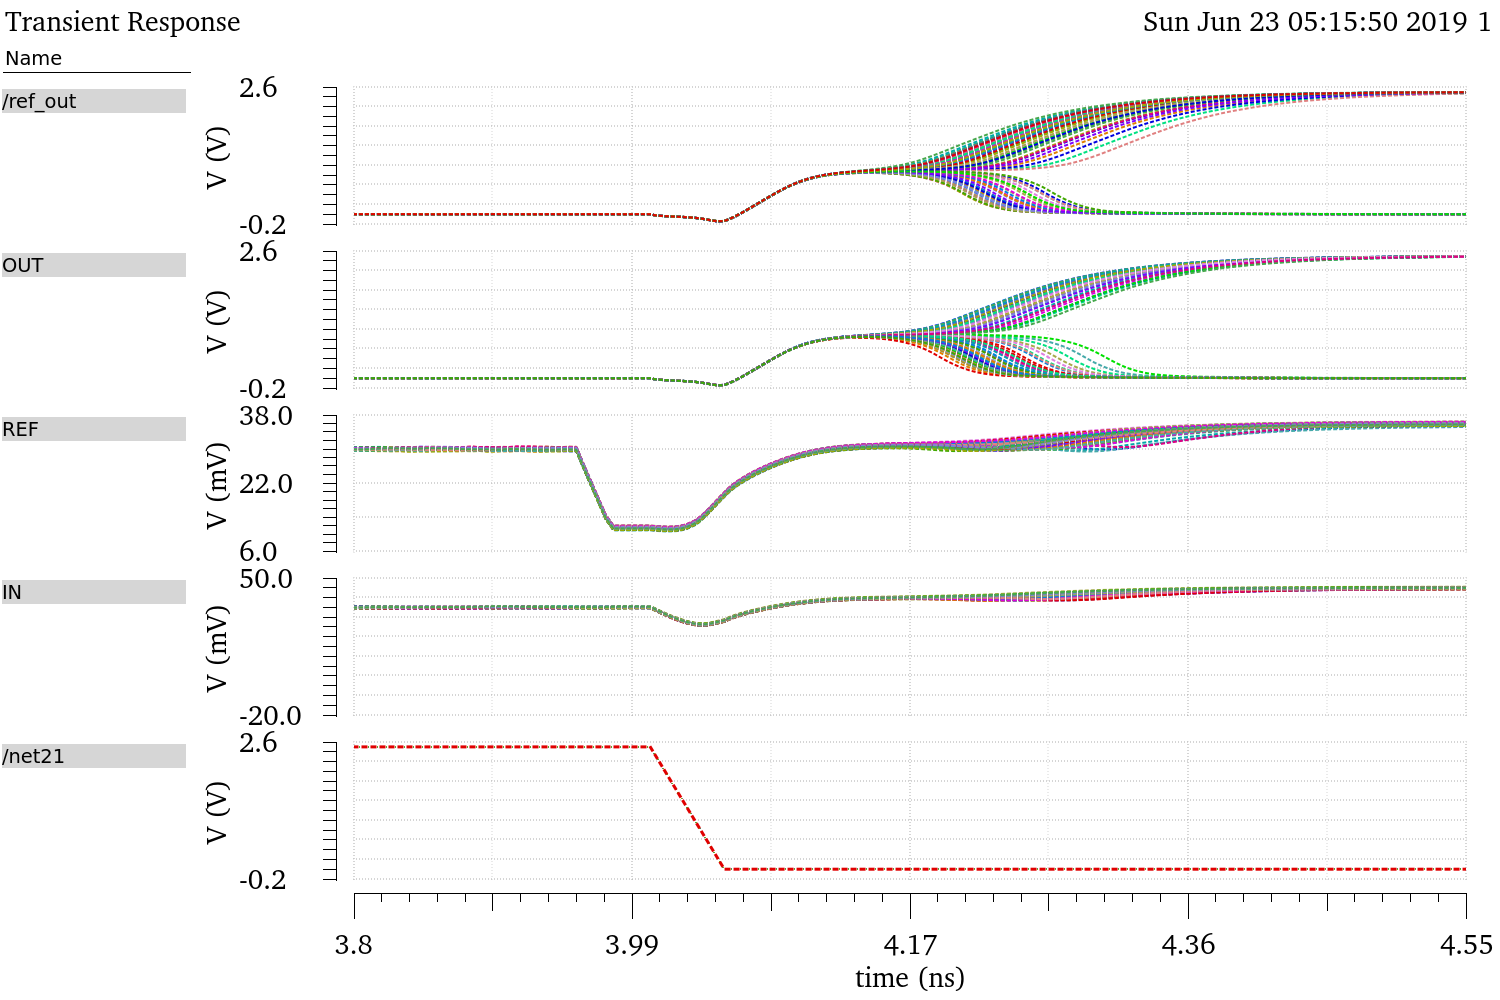 Transient Response
Sun Jun 23 05:15:50 2019 1
Name
/ref_out
2.6
V (V)
-0.2
OUT
2.6
V (V)
-0.2
REF
38.0
22.0
6.0
V (mV)
IN
50.0
V (mV)
-20.0
/net21
2.6
V (V)
-0.2
3.8 3.99 4.17 4.36 4.55
time (ns)